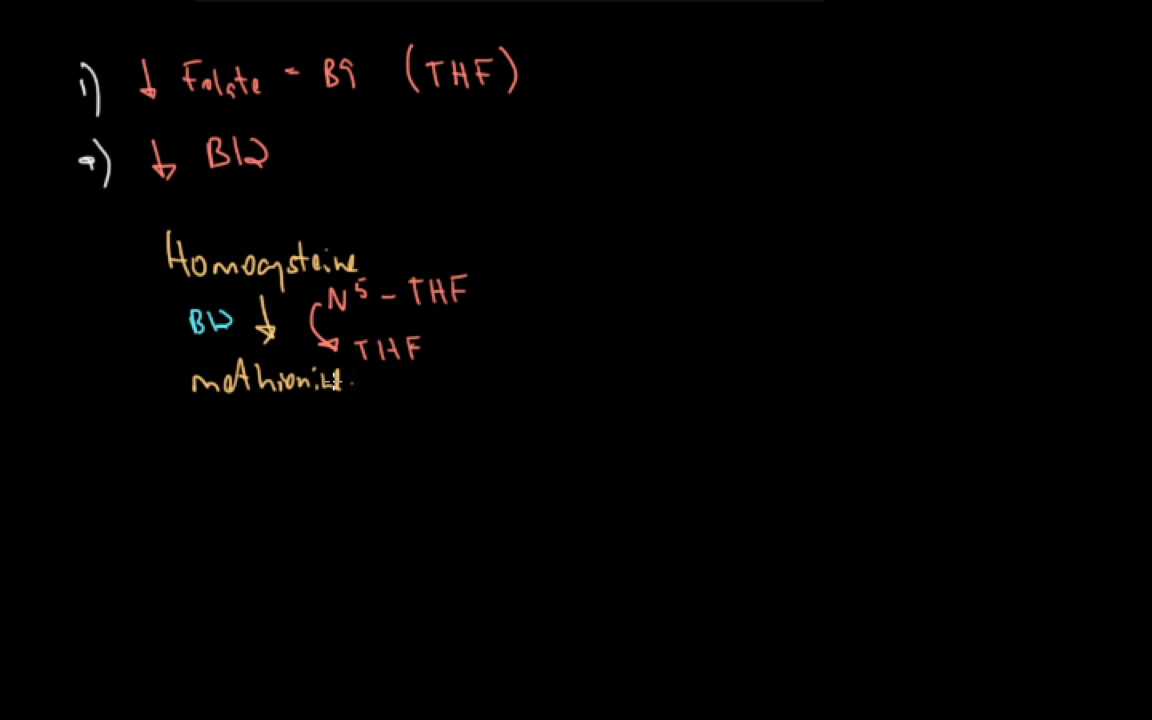 1) ↓ Folate - B9 (THF)
2) ↓ B12
Homocysteine
N5 - THF
B12 ↓
THF
methionine